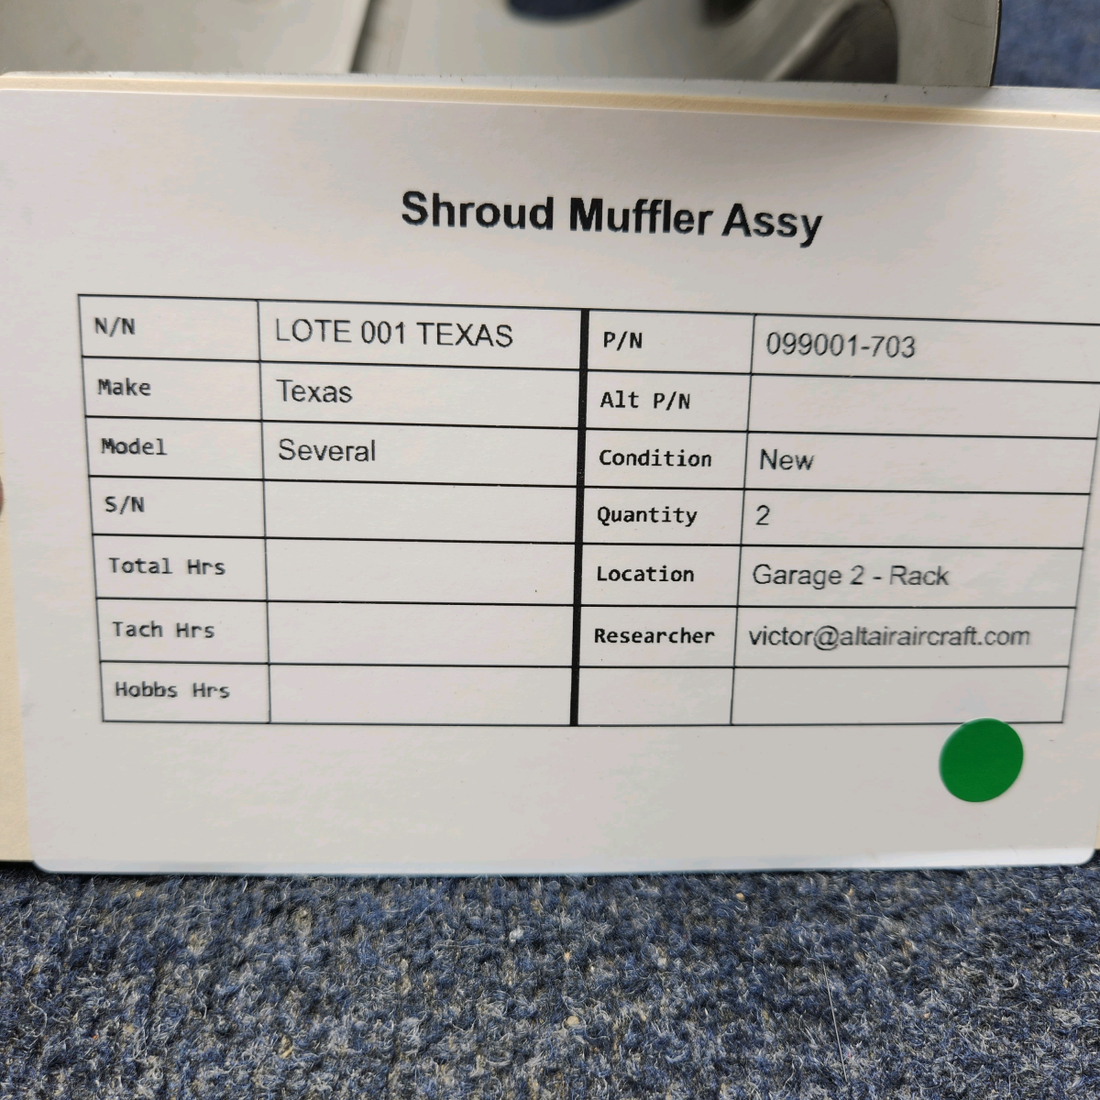 Shroud Muffler Assy
N/N LOTE 001 TEXAS P/N 099001-703
Make Texas Alt P/N
Model Several Condition New
S/N Quantity 2
Total Hrs Location Garage 2 - Rack
Tach Hrs Researcher victor@altairaircraft.com
Hobbs Hrs